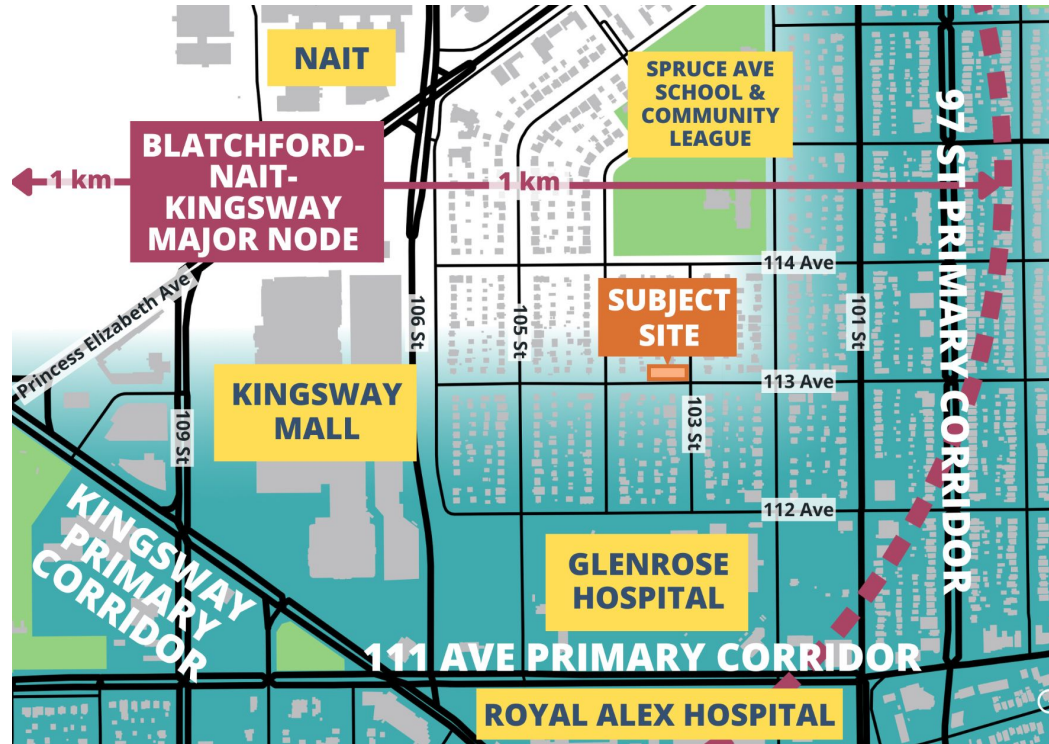 NAIT
SPRUCE AVE
SCHOOL &
COMMUNITY
LEAGUE
BLATCHFORD-
NAIT-
KINGSWAY
MAJOR NODE
1 km
1 km
97 ST PRIMARY CORRIDOR
114 Ave
Princess Elizabeth Ave
106 St
105 St
SUBJECT
SITE
101 St
113 Ave
KINGSWAY
MALL
109 St
103 St
112 Ave
KINGSWAY
PRIMARY
CORRIDOR
GLENROSE
HOSPITAL
111 AVE PRIMARY CORRIDOR
ROYAL ALEX HOSPITAL